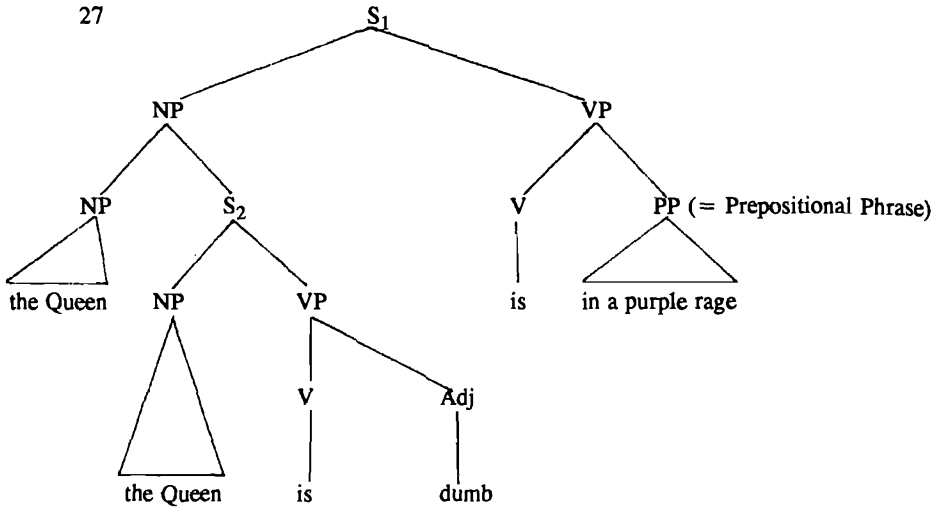 27
S1
NP VP
NP S2 V PP (= Prepositional Phrase)
the Queen NP VP is in a purple rage
V Adj
the Queen is dumb